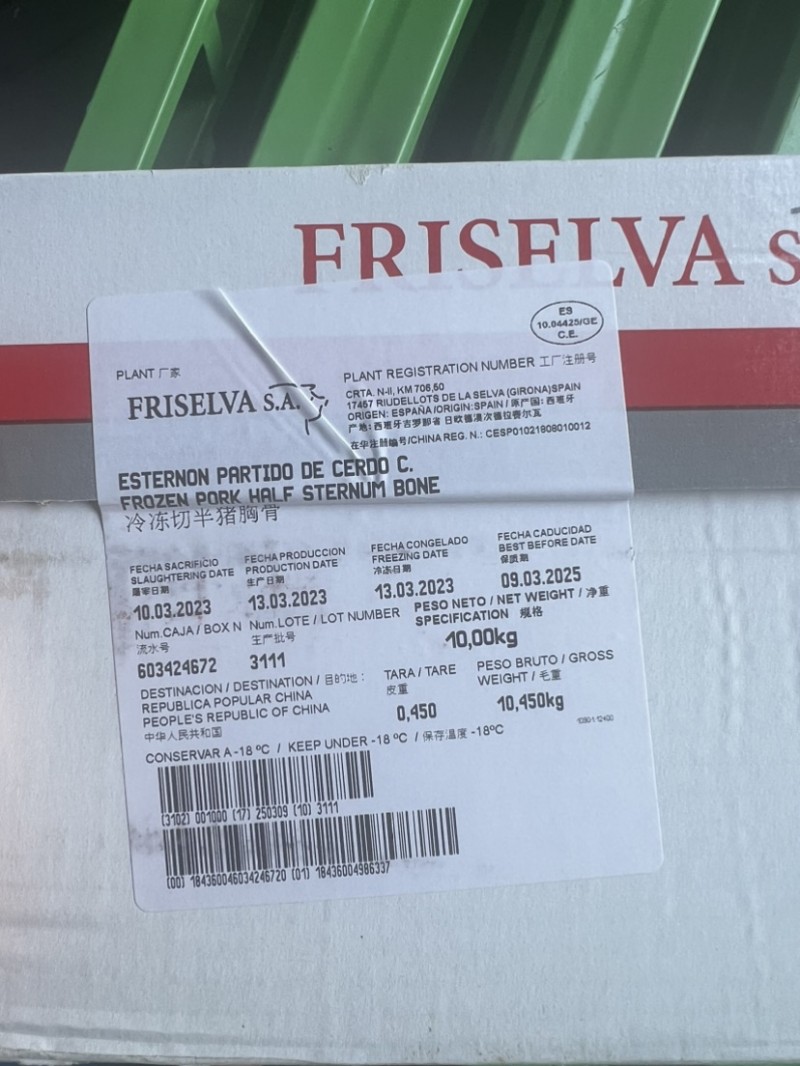 FRISELVA S
ES
10.04425/GE
C.E.
PLANT 厂家
FRISELVA S.A.
PLANT REGISTRATION NUMBER 工厂注册号
CRTA. N-II, KM 706,50
17457 RIUDELLOTS DE LA SELVA (GIRONA)SPAIN
ORIGEN: ESPAÑA /ORIGIN:SPAIN / 原产国: 西班牙
产地: 西班牙吉罗那省
在华注册编号/CHINA REG. N.: CESP01021808010012
ESTERNON PARTIDO DE CERDO C.
FROZEN PORK HALF STERNUM BONE
冷冻切半猪胸骨
FECHA SACRIFICIO
SLAUGHTERING DATE
屠宰日期
10.03.2023
FECHA PRODUCCION
PRODUCTION DATE
生产日期
13.03.2023
FECHA CONGELADO
FREEZING DATE
冷冻日期
13.03.2023
FECHA CADUCIDAD
BEST BEFORE DATE
保质期
09.03.2025
Num.CAJA / BOX N
流水号
603424672
Num.LOTE / LOT NUMBER
生产批号
3111
PESO NETO / NET WEIGHT / 净重
SPECIFICATION 规格
10,00kg
DESTINACION / DESTINATION / 目的地:
REPUBLICA POPULAR CHINA
PEOPLE'S REPUBLIC OF CHINA
中华人民共和国
TARA / TARE
皮重
0,450
PESO BRUTO / GROSS
WEIGHT / 毛重
10,450kg
CONSERVAR A -18 ºC / KEEP UNDER -18 ºC / 保存温度 -18ºC
(3102) 001000 (17) 250309 (10) 3111
(00) 184360046034246720 (01) 18436004986337